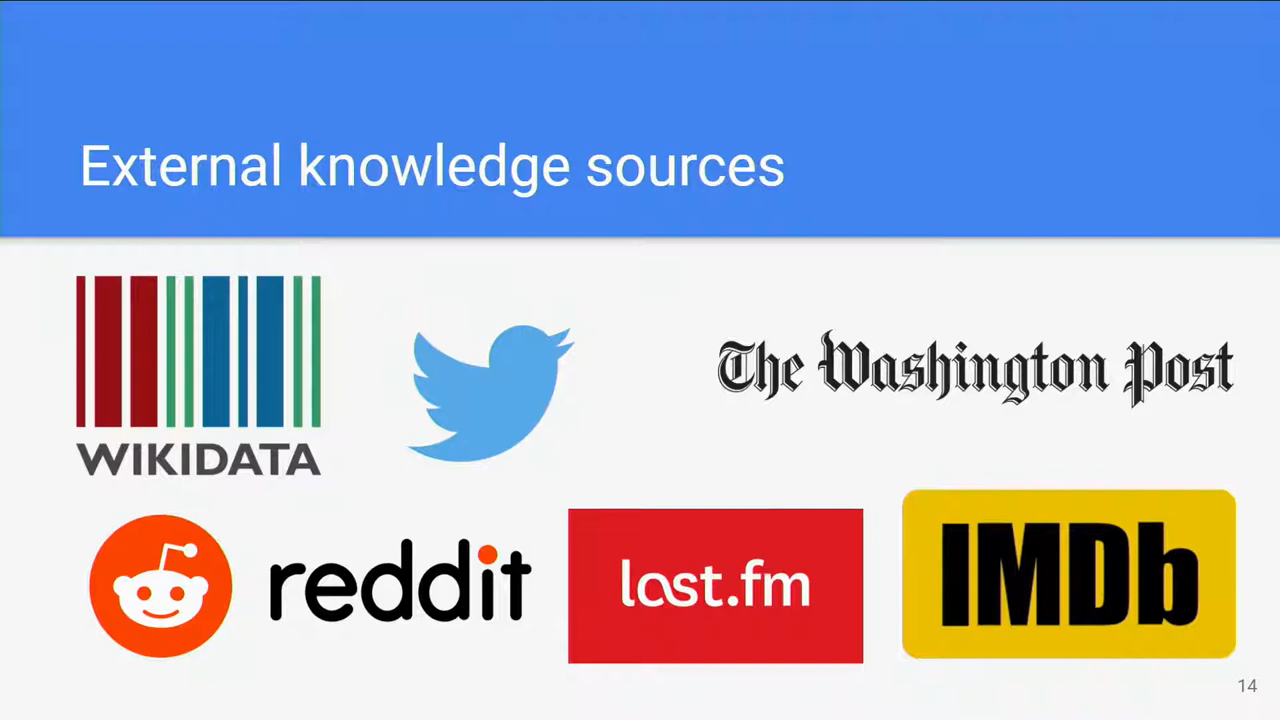 External knowledge sources
WIKIDATA
The Washington Post
reddit
last.fm
IMDb
14